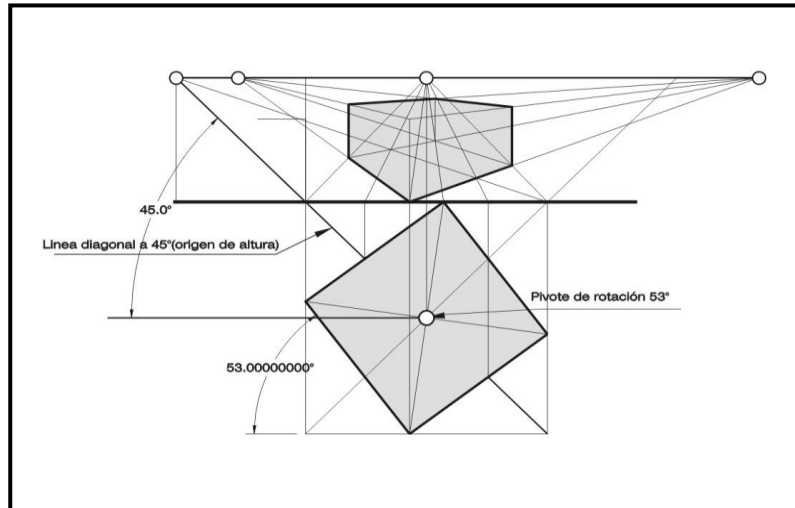 45.0°
Linea diagonal a 45°(origen de altura)
Pivote de rotación 53°
53.00000000°